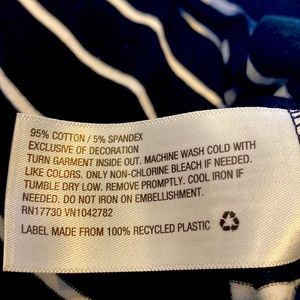 95% COTTON / 5% SPANDEX
EXCLUSIVE OF DECORATION
TURN GARMENT INSIDE OUT. MACHINE WASH COLD WITH
LIKE COLORS. ONLY NON-CHLORINE BLEACH IF NEEDED.
TUMBLE DRY LOW. REMOVE PROMPTLY. COOL IRON IF
NEEDED. DO NOT IRON ON EMBELLISHMENT.
RN17730 VN1042782
LABEL MADE FROM 100% RECYCLED PLASTIC